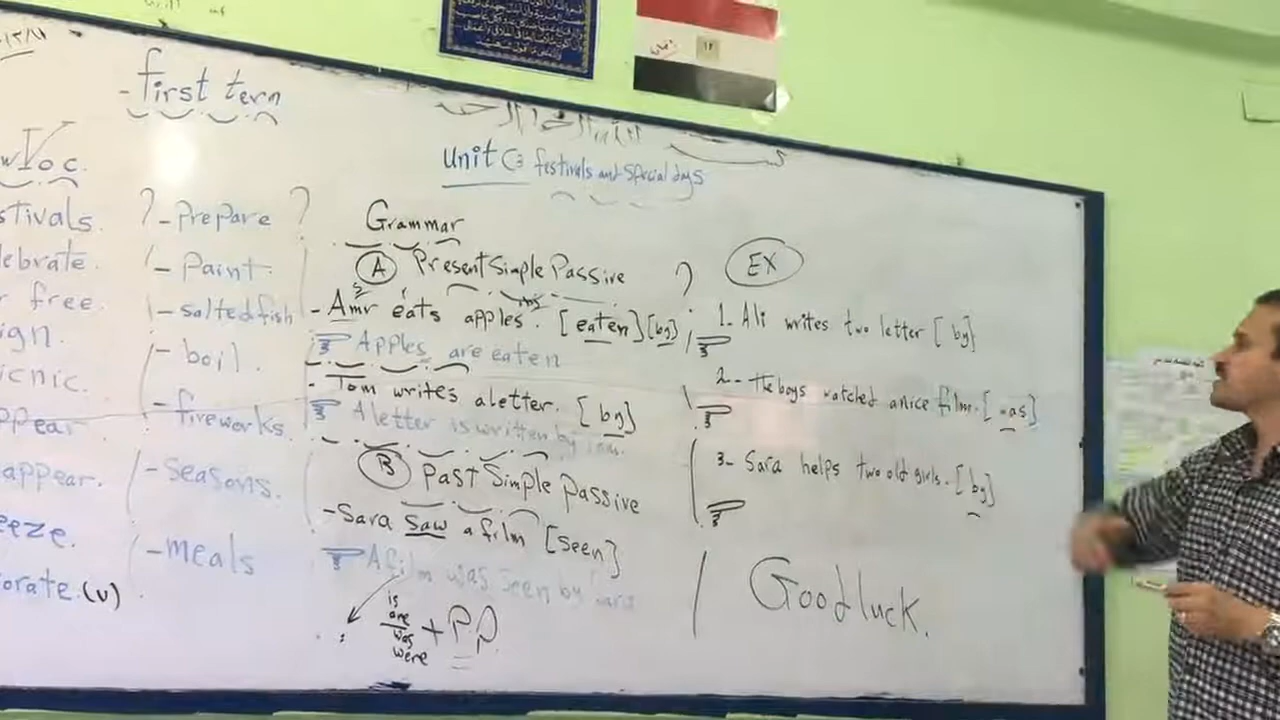 - first term
unit 3 festivals and special days
voc.
stivals.
lebrate.
r free.
ign.
icnic.
ppear
appear.
eeze.
orate. (v)
? - Prepare ?
- Paint.
- salted fish
- boil.
- fireworks.
- seasons.
- meals
Grammar
A Present Simple Passive
- Amr eats apples. [eaten] [by]
Apples are eaten
- Tom writes a letter. [by]
A letter is written by Tom.
B Past Simple Passive
- Sara saw a film [seen]
A film was seen by Sara
is
are
was
were
+ PP
? EX
1- Ali writes two letter [by]
2- The boys watched a nice film. [was]
3- Sara helps two old girls. [by]
Good luck.